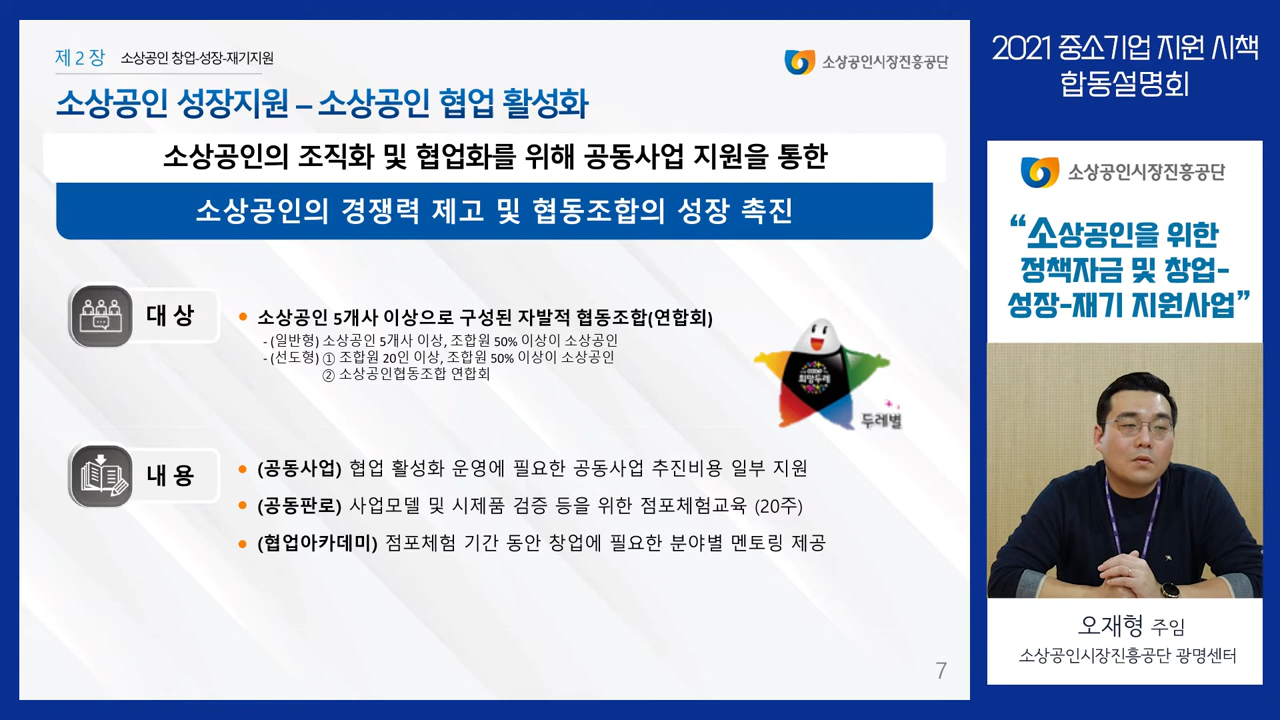 제 2 장 소상공인 창업-성장-재기지원
소상공인시장진흥공단
소상공인 성장지원 – 소상공인 협업 활성화
소상공인의 조직화 및 협업화를 위해 공동사업 지원을 통한
소상공인의 경쟁력 제고 및 협동조합의 성장 촉진
대 상
• 소상공인 5개사 이상으로 구성된 자발적 협동조합(연합회)
- (일반형) 소상공인 5개사 이상, 조합원 50% 이상이 소상공인
- (선도형) ① 조합원 20인 이상, 조합원 50% 이상이 소상공인
② 소상공인협동조합 연합회
COOP
희망두레
두레별
내 용
• (공동사업) 협업 활성화 운영에 필요한 공동사업 추진비용 일부 지원
• (공동판로) 사업모델 및 시제품 검증 등을 위한 점포체험교육 (20주)
• (협업아카데미) 점포체험 기간 동안 창업에 필요한 분야별 멘토링 제공
7
2021 중소기업 지원 시책
합동설명회
소상공인시장진흥공단
“소상공인을 위한
정책자금 및 창업-
성장-재기 지원사업”
오재형 주임
소상공인시장진흥공단 광명센터